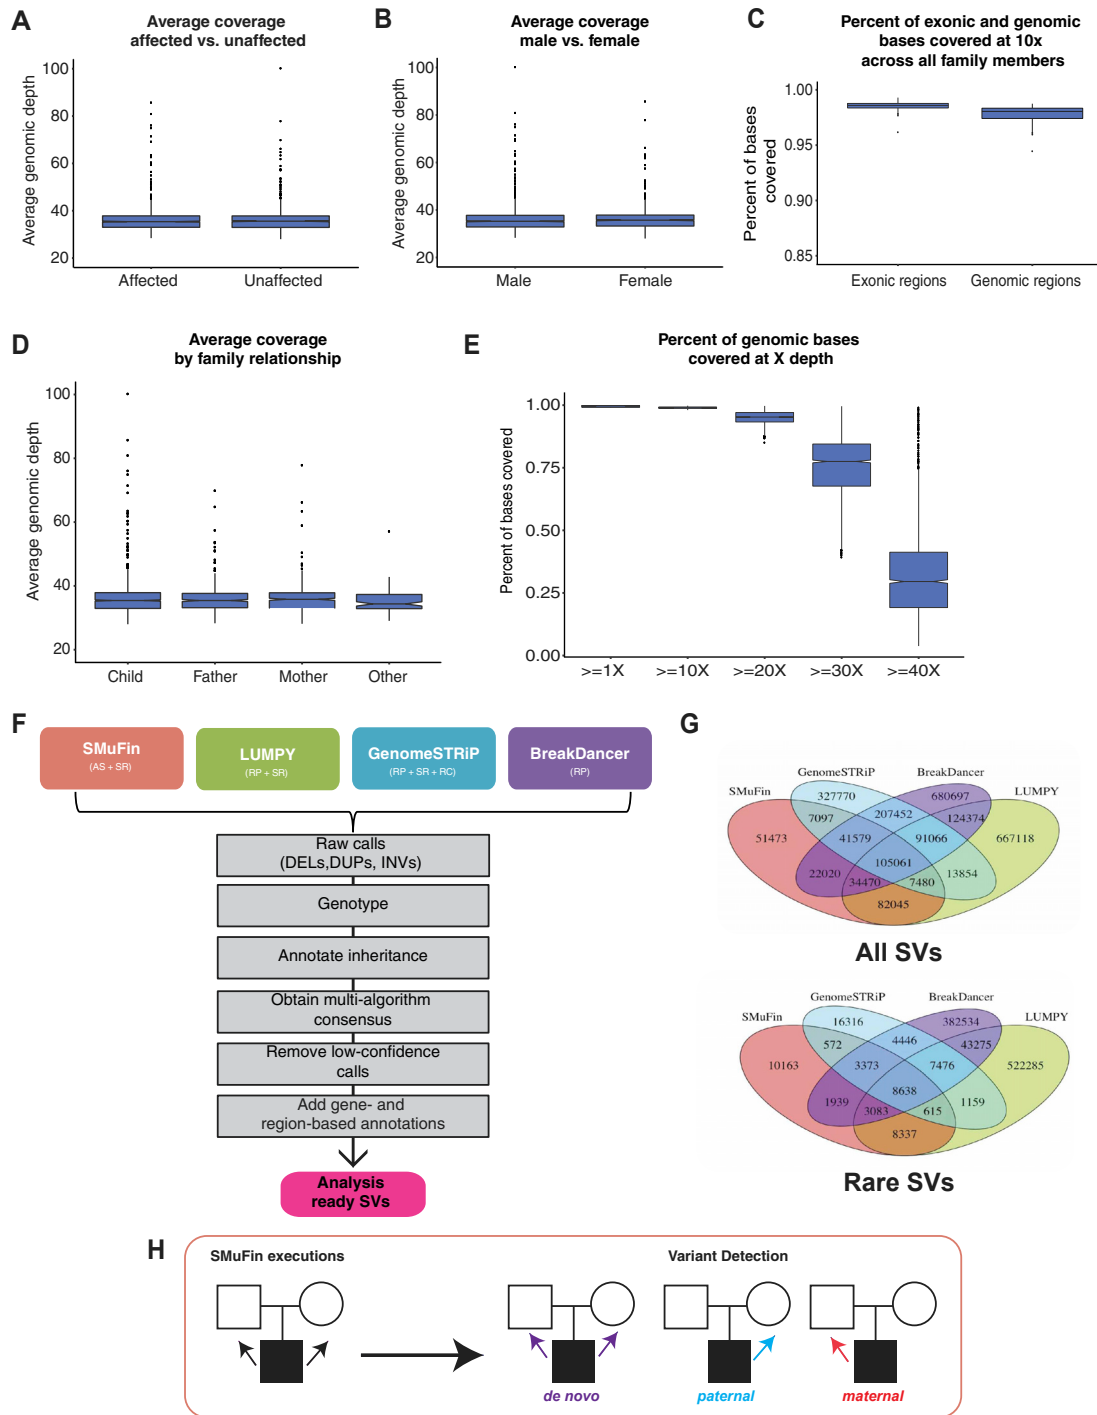 A
Average coverage
affected vs. unaffected
Average genomic depth
100
80
60
40
20
Affected
Unaffected
B
Average coverage
male vs. female
Average genomic depth
100
80
60
40
20
Male
Female
C
Percent of exonic and genomic
bases covered at 10x
across all family members
Percent of bases
covered
1.00
0.95
0.90
0.85
Exonic regions
Genomic regions
D
Average coverage
by family relationship
Average genomic depth
100
80
60
40
20
Child
Father
Mother
Other
E
Percent of genomic bases
covered at X depth
Percent of bases covered
1.00
0.75
0.50
0.25
0.00
>=1X
>=10X
>=20X
>=30X
>=40X
F
SMuFin
(AS + SR)
LUMPY
(RP + SR)
GenomeSTRiP
(RP + SR + RC)
BreakDancer
(RP)
Raw calls
(DELs,DUPs, INVs)
Genotype
Annotate inheritance
Obtain multi-algorithm
consensus
Remove low-confidence
calls
Add gene- and
region-based annotations
Analysis
ready SVs
G
GenomeSTRiP
BreakDancer
SMuFin
LUMPY
327770
680697
7097
207452
124374
51473
41579
91066
667118
105061
22020
34470
7480
13854
82045
All SVs
GenomeSTRiP
BreakDancer
SMuFin
LUMPY
16316
382534
572
4446
43275
10163
3373
7476
522285
8638
1939
3083
615
1159
8337
Rare SVs
H
SMuFin executions
Variant Detection
de novo
paternal
maternal